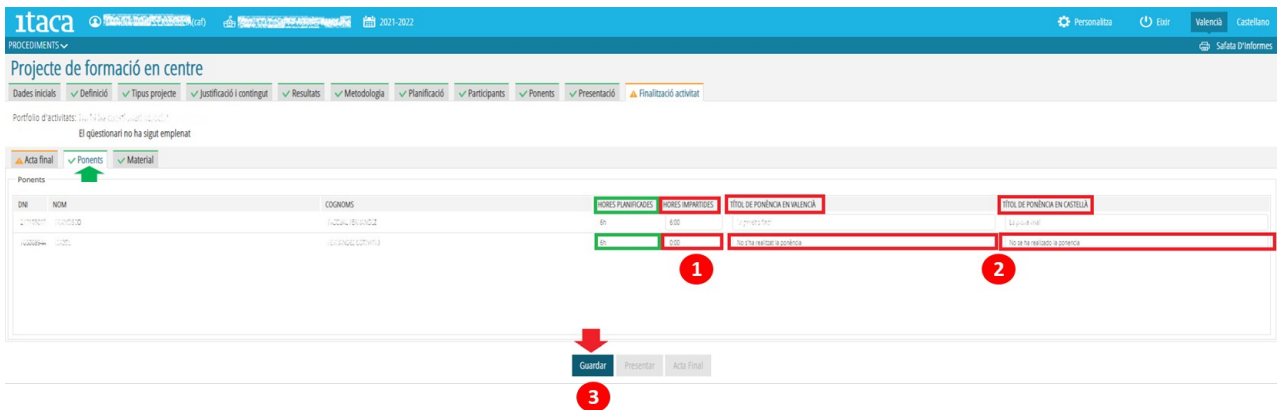 ıtaca (caf) 2021-2022 Personalitza Eixir Valencià Castellano
PROCEDIMENTS Safata D'Informes
Projecte de formació en centre
Dades inicials Definició Tipus projecte Justificació i contingut Resultats Metodologia Planificació Participants Ponents Presentació Finalització activitat
Portfolio d'activitats:
El qüestionari no ha sigut emplenat
Acta final Ponents Material
Ponents
DNI NOM COGNOMS HORES PLANIFICADES HORES IMPARTIDES TÍTOL DE PONÈNCIA EN VALENCIÀ TÍTOL DE PONÈNCIA EN CASTELLÀ
6h 6:00
6h 0:00 No s'ha realitzat la ponència No se ha realizado la ponencia
1 2
Guardar Presentar Acta Final
3